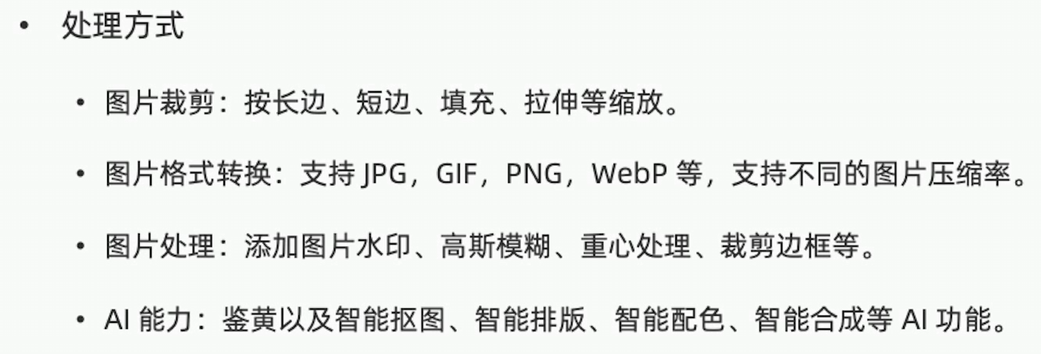 • 处理方式
• 图片裁剪：按长边、短边、填充、拉伸等缩放。
• 图片格式转换：支持 JPG，GIF，PNG，WebP 等，支持不同的图片压缩率。
• 图片处理：添加图片水印、高斯模糊、重心处理、裁剪边框等。
• AI 能力：鉴黄以及智能抠图、智能排版、智能配色、智能合成等 AI 功能。